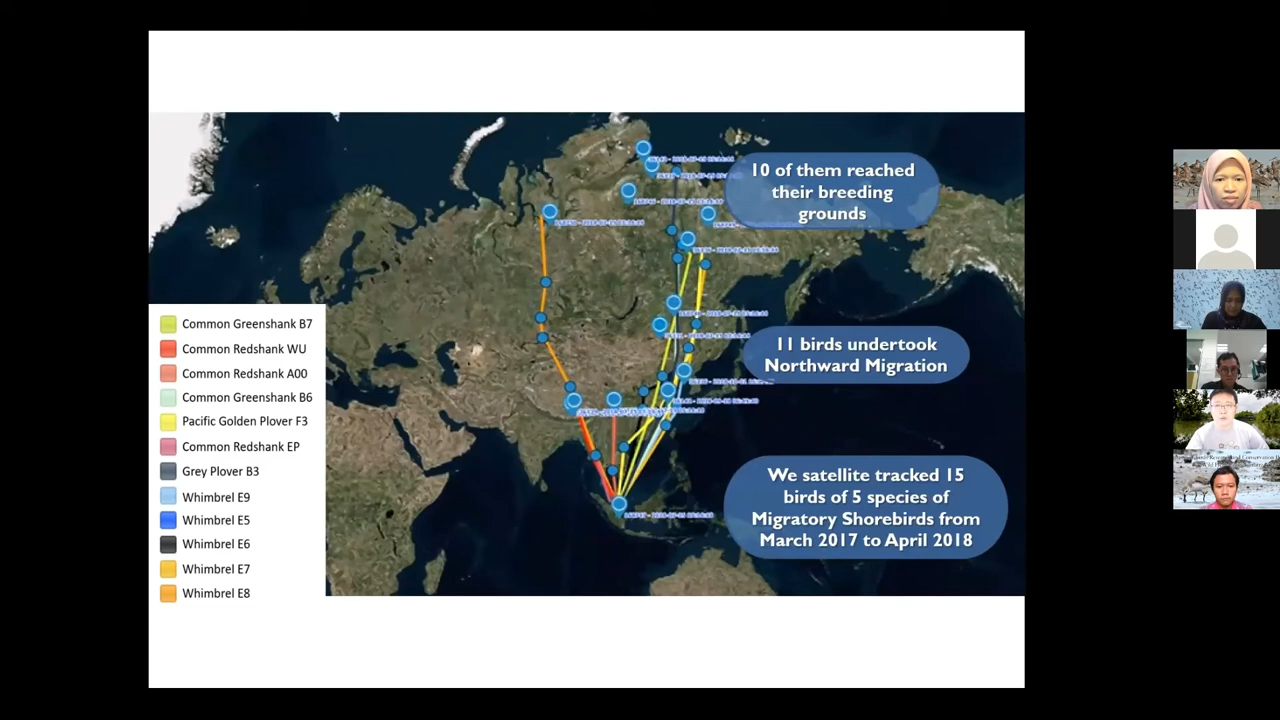 10 of them reached
their breeding
grounds
11 birds undertook
Northward Migration
We satellite tracked 15
birds of 5 species of
Migratory Shorebirds from
March 2017 to April 2018
Common Greenshank B7
Common Redshank WU
Common Redshank A00
Common Greenshank B6
Pacific Golden Plover F3
Common Redshank EP
Grey Plover B3
Whimbrel E9
Whimbrel E5
Whimbrel E6
Whimbrel E7
Whimbrel E8